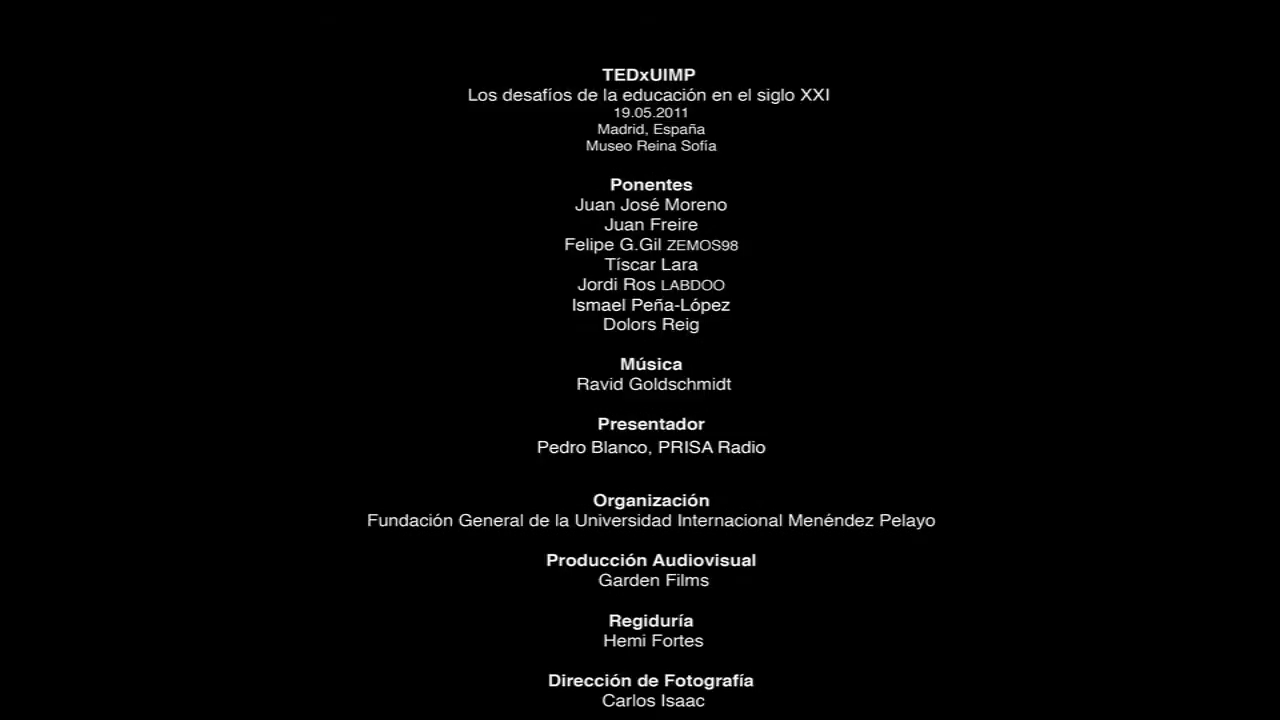 TEDxUIMP
Los desafíos de la educación en el siglo XXI
19.05.2011
Madrid, España
Museo Reina Sofía
Ponentes
Juan José Moreno
Juan Freire
Felipe G.Gil ZEMOS98
Tíscar Lara
Jordi Ros LABDOO
Ismael Peña-López
Dolors Reig
Música
Ravid Goldschmidt
Presentador
Pedro Blanco, PRISA Radio
Organización
Fundación General de la Universidad Internacional Menéndez Pelayo
Producción Audiovisual
Garden Films
Regiduría
Hemi Fortes
Dirección de Fotografía
Carlos Isaac